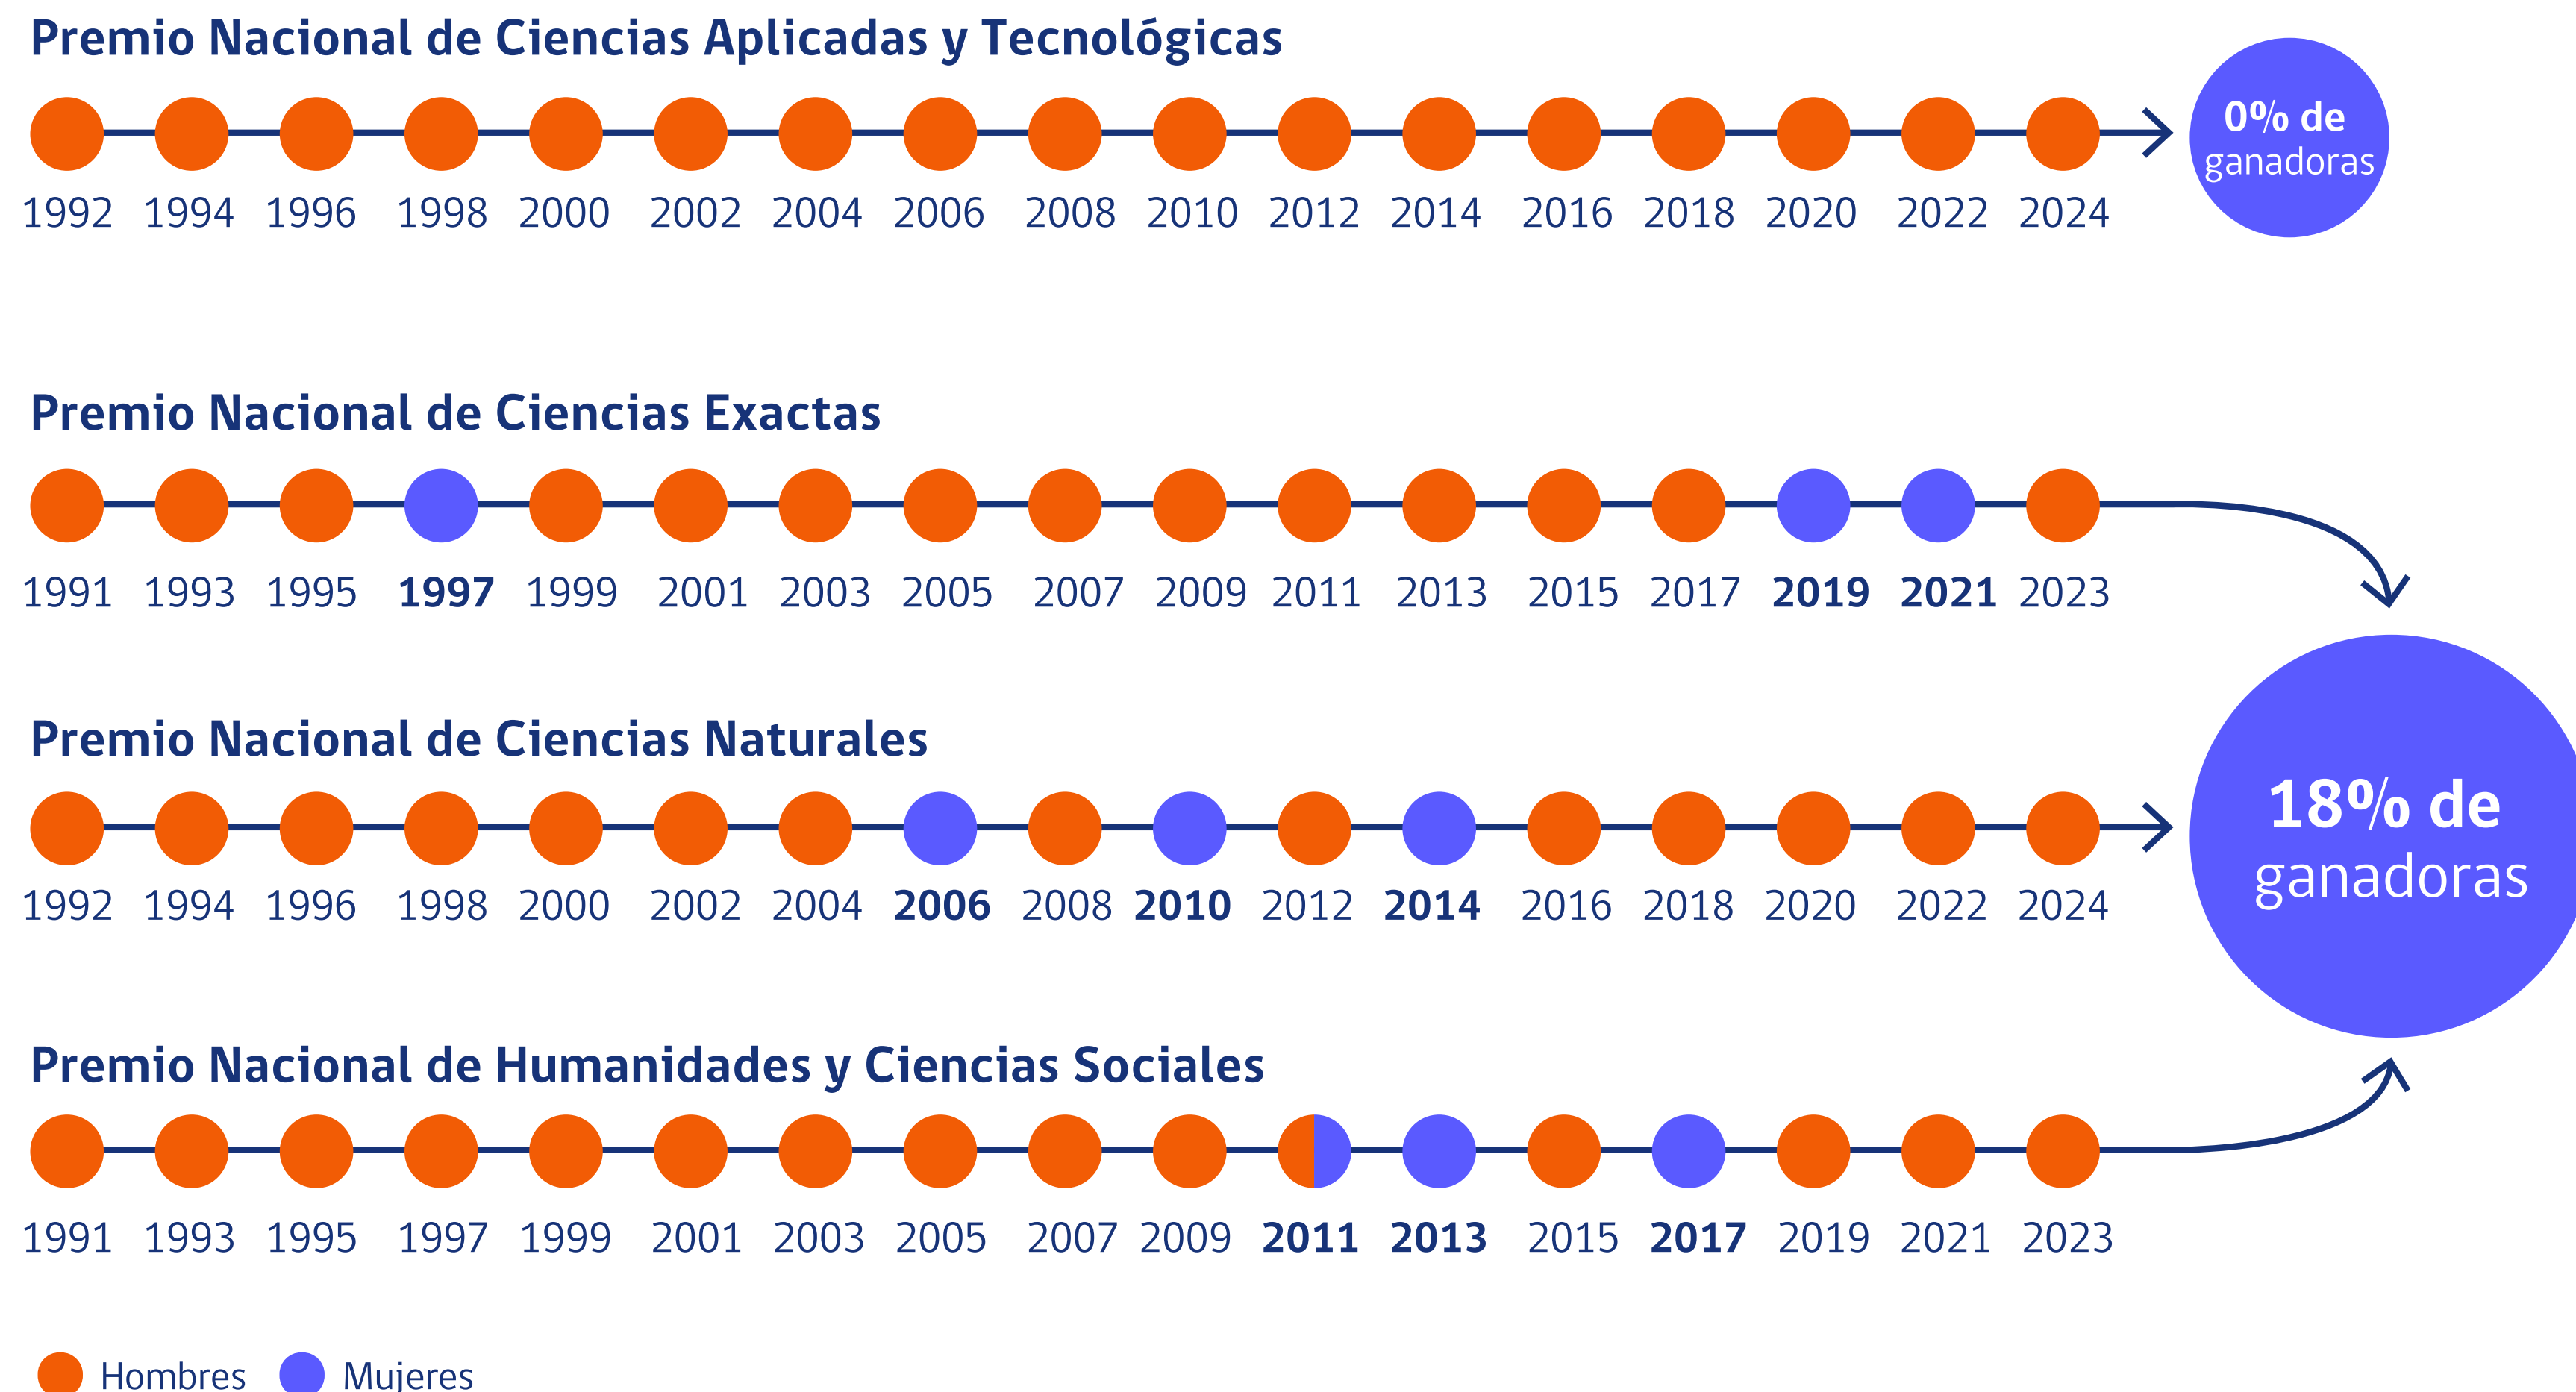 Premio Nacional de Ciencias Aplicadas y Tecnológicas
0% de
ganadoras
1992 1994 1996 1998 2000 2002 2004 2006 2008 2010 2012 2014 2016 2018 2020 2022 2024
Premio Nacional de Ciencias Exactas
1991 1993 1995 1997 1999 2001 2003 2005 2007 2009 2011 2013 2015 2017 2019 2021 2023
Premio Nacional de Ciencias Naturales
18% de
ganadoras
1992 1994 1996 1998 2000 2002 2004 2006 2008 2010 2012 2014 2016 2018 2020 2022 2024
Premio Nacional de Humanidades y Ciencias Sociales
1991 1993 1995 1997 1999 2001 2003 2005 2007 2009 2011 2013 2015 2017 2019 2021 2023
Hombres Mujeres